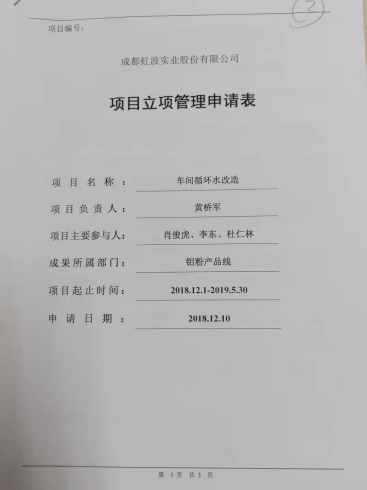 ②
项目编号：
成都虹波实业股份有限公司
项目立项管理申请表
项目名称： 车间循环水改造
项目负责人： 黄桥军
项目主要参与人： 肖俊虎、李东、杜仁林
成果所属部门： 钼粉产品线
项目起止时间： 2018.12.1-2019.5.30
申请日期： 2018.12.10
第 1 页 共 3 页